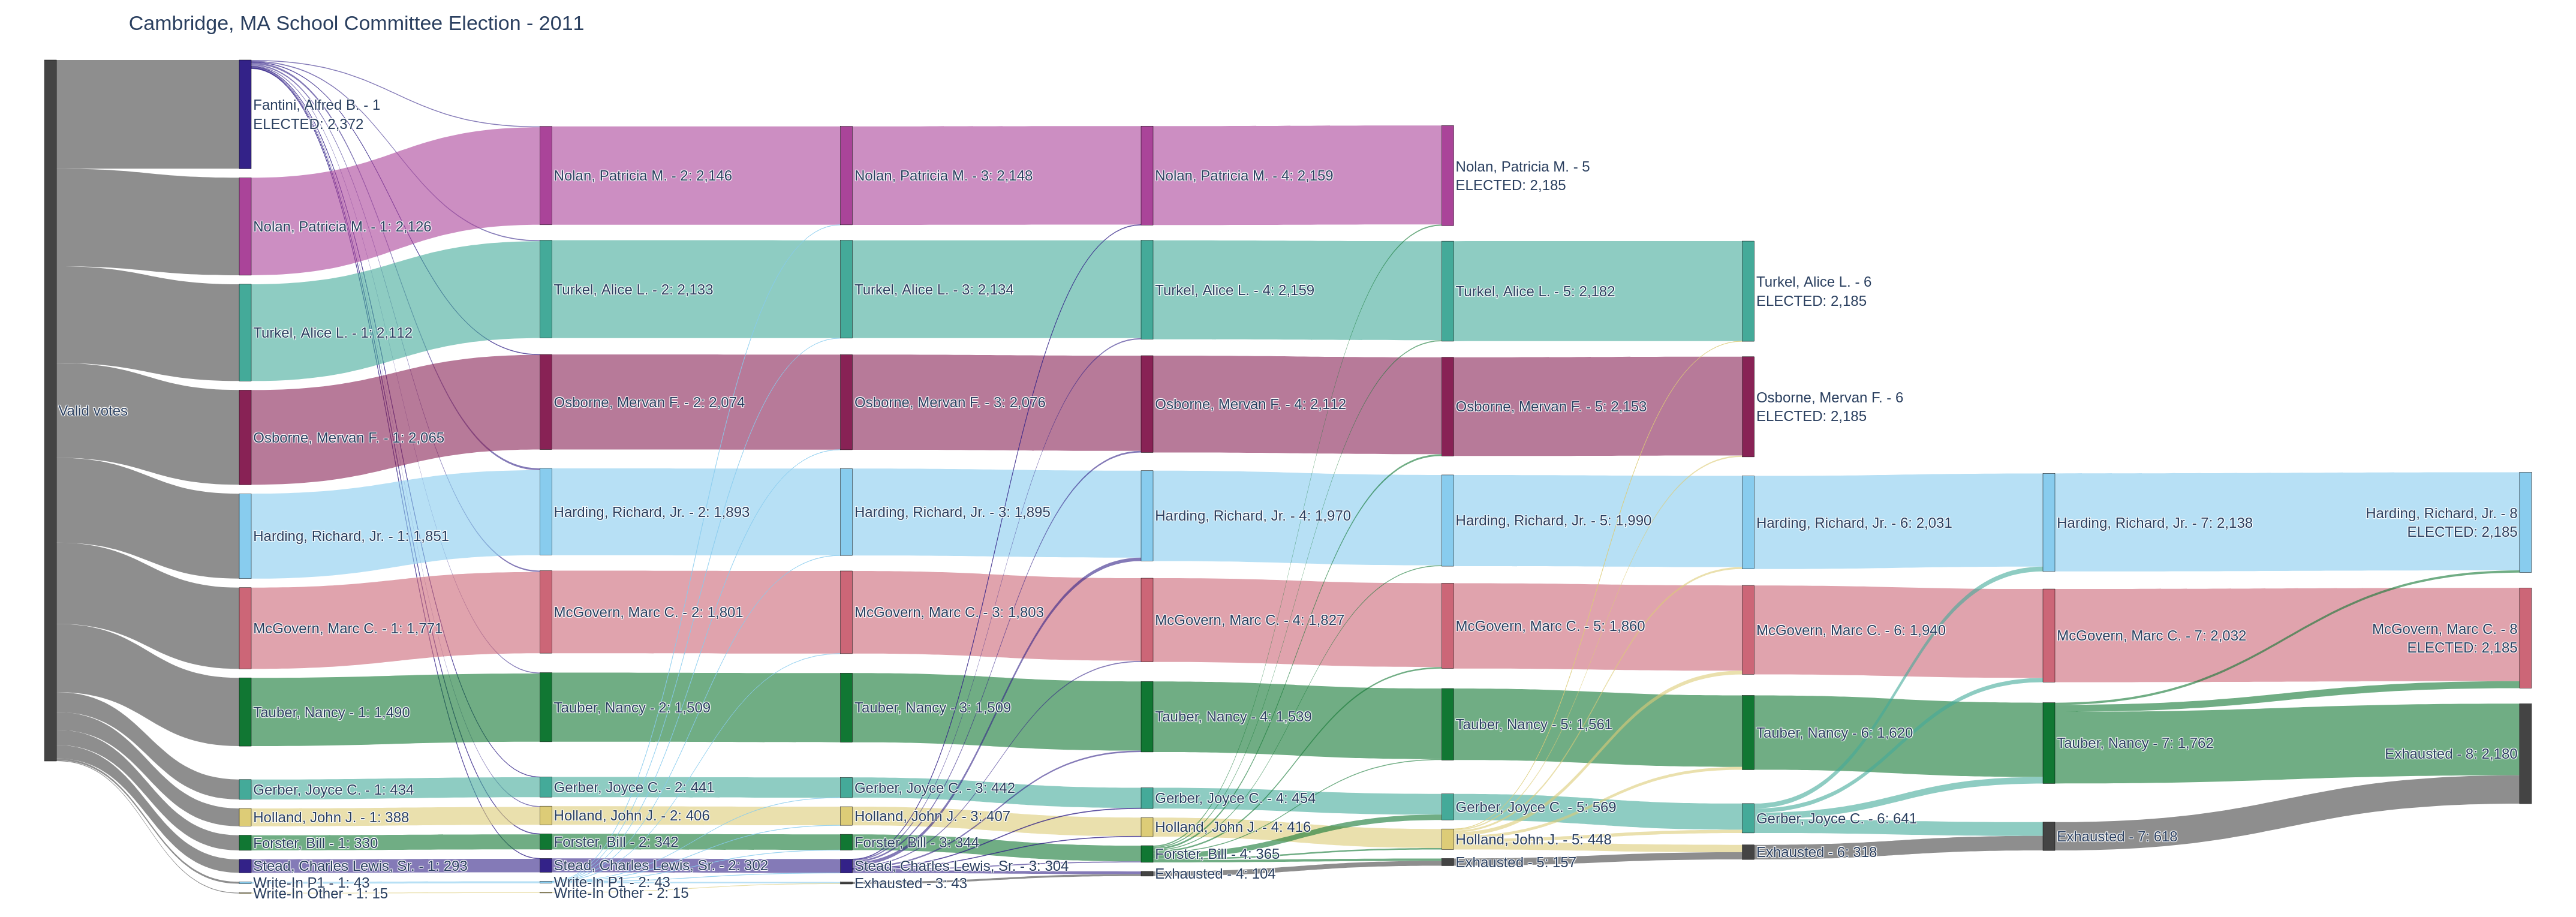 Cambridge, MA School Committee Election - 2011
Valid votes
Fantini, Alfred B. - 1
ELECTED: 2,372
Nolan, Patricia M. - 1: 2,126
Turkel, Alice L. - 1: 2,112
Osborne, Mervan F. - 1: 2,065
Harding, Richard, Jr. - 1: 1,851
McGovern, Marc C. - 1: 1,771
Tauber, Nancy - 1: 1,490
Gerber, Joyce C. - 1: 434
Holland, John J. - 1: 388
Forster, Bill - 1: 330
Stead, Charles Lewis, Sr. - 1: 293
Write-In P1 - 1: 43
Write-In Other - 1: 15
Nolan, Patricia M. - 2: 2,146
Turkel, Alice L. - 2: 2,133
Osborne, Mervan F. - 2: 2,074
Harding, Richard, Jr. - 2: 1,893
McGovern, Marc C. - 2: 1,801
Tauber, Nancy - 2: 1,509
Gerber, Joyce C. - 2: 441
Holland, John J. - 2: 406
Forster, Bill - 2: 342
Stead, Charles Lewis, Sr. - 2: 302
Write-In P1 - 2: 43
Write-In Other - 2: 15
Nolan, Patricia M. - 3: 2,148
Turkel, Alice L. - 3: 2,134
Osborne, Mervan F. - 3: 2,076
Harding, Richard, Jr. - 3: 1,895
McGovern, Marc C. - 3: 1,803
Tauber, Nancy - 3: 1,509
Gerber, Joyce C. - 3: 442
Holland, John J. - 3: 407
Forster, Bill - 3: 344
Stead, Charles Lewis, Sr. - 3: 304
Exhausted - 3: 43
Nolan, Patricia M. - 4: 2,159
Turkel, Alice L. - 4: 2,159
Osborne, Mervan F. - 4: 2,112
Harding, Richard, Jr. - 4: 1,970
McGovern, Marc C. - 4: 1,827
Tauber, Nancy - 4: 1,539
Gerber, Joyce C. - 4: 454
Holland, John J. - 4: 416
Forster, Bill - 4: 365
Exhausted - 4: 104
Nolan, Patricia M. - 5
ELECTED: 2,185
Turkel, Alice L. - 5: 2,182
Osborne, Mervan F. - 5: 2,153
Harding, Richard, Jr. - 5: 1,990
McGovern, Marc C. - 5: 1,860
Tauber, Nancy - 5: 1,561
Gerber, Joyce C. - 5: 569
Holland, John J. - 5: 448
Exhausted - 5: 157
Turkel, Alice L. - 6
ELECTED: 2,185
Osborne, Mervan F. - 6
ELECTED: 2,185
Harding, Richard, Jr. - 6: 2,031
McGovern, Marc C. - 6: 1,940
Tauber, Nancy - 6: 1,620
Gerber, Joyce C. - 6: 641
Exhausted - 6: 318
Harding, Richard, Jr. - 7: 2,138
McGovern, Marc C. - 7: 2,032
Tauber, Nancy - 7: 1,762
Exhausted - 7: 618
Harding, Richard, Jr. - 8
ELECTED: 2,185
McGovern, Marc C. - 8
ELECTED: 2,185
Exhausted - 8: 2,180